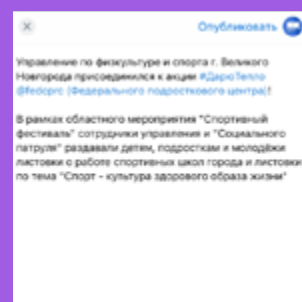 Опубликовать
Управление по физкультуре и спорта г. Великого
Новгорода присоединился к акции #ДарюТепло
@fedcprc (Федерального подросткового центра)!
В рамках областного мероприятия "Спортивный
фестиваль" сотрудники управления и "Социального
патруля" раздавали детям, подросткам и молодёжи
листовки о работе спортивных школ города и листовки
по тема "Спорт - культура здорового образа жизни"